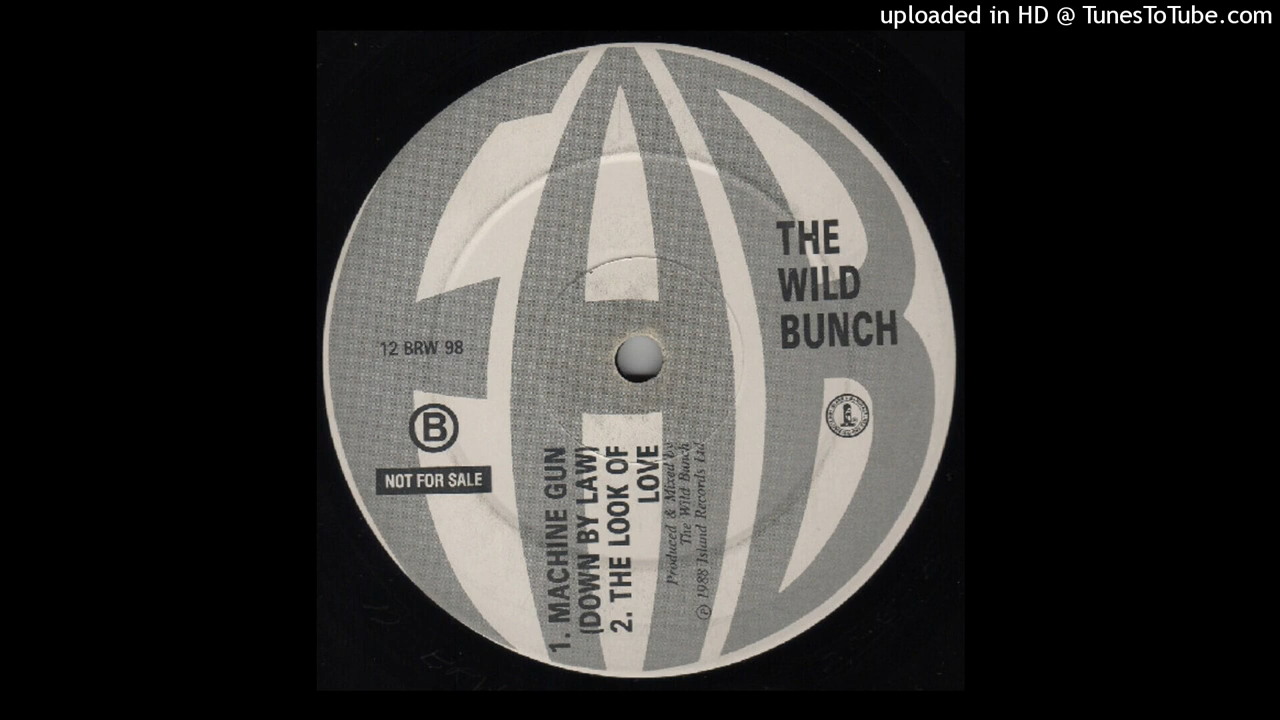 uploaded in HD @ TunesToTube.com
THE
WILD
BUNCH
12 BRW 98
B
NOT FOR SALE
1. MACHINE GUN
(DOWN BY LAW)
2. THE LOOK OF
LOVE
Produced & Mixed by
The Wild Bunch
℗ 1988 Island Records Ltd